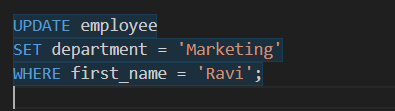 UPDATE employee
SET department = 'Marketing'
WHERE first_name = 'Ravi';